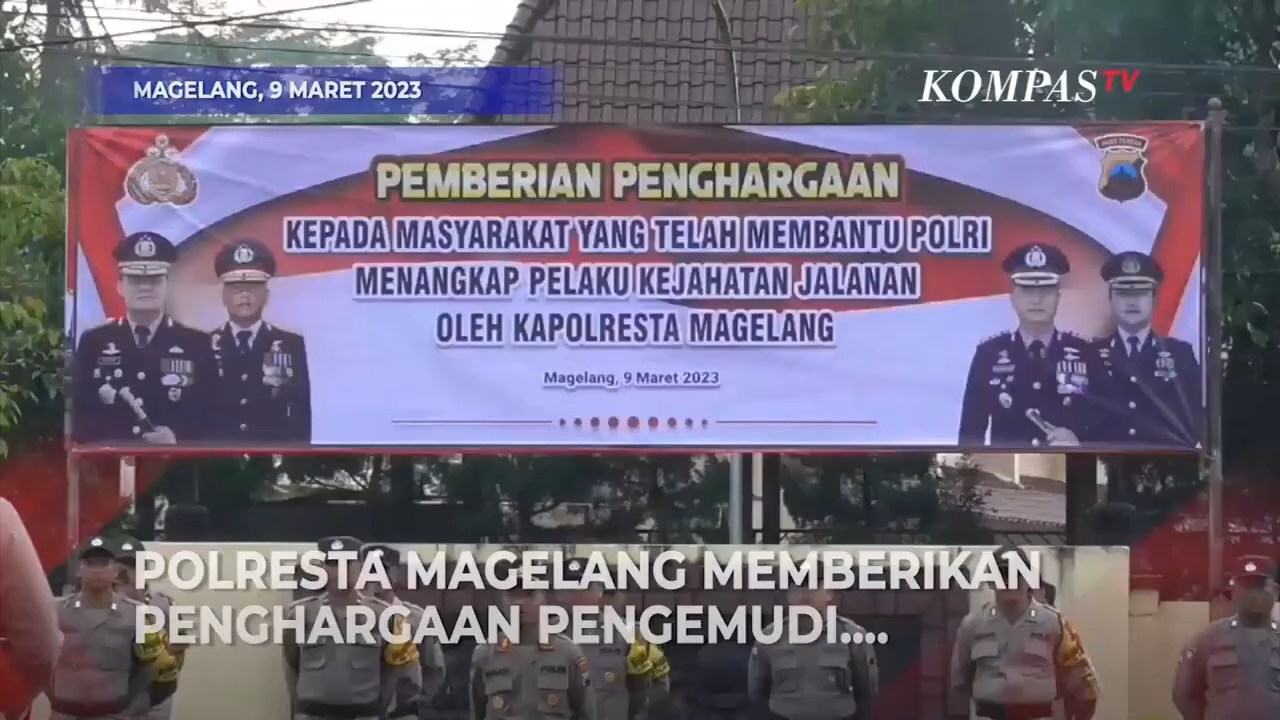 MAGELANG, 9 MARET 2023
KOMPASTV
PEMBERIAN PENGHARGAAN
KEPADA MASYARAKAT YANG TELAH MEMBANTU POLRI
MENANGKAP PELAKU KEJAHATAN JALANAN
OLEH KAPOLRESTA MAGELANG
Magelang, 9 Maret 2023
POLRESTA MAGELANG MEMBERIKAN
PENGHARGAAN PENGEMUDI....